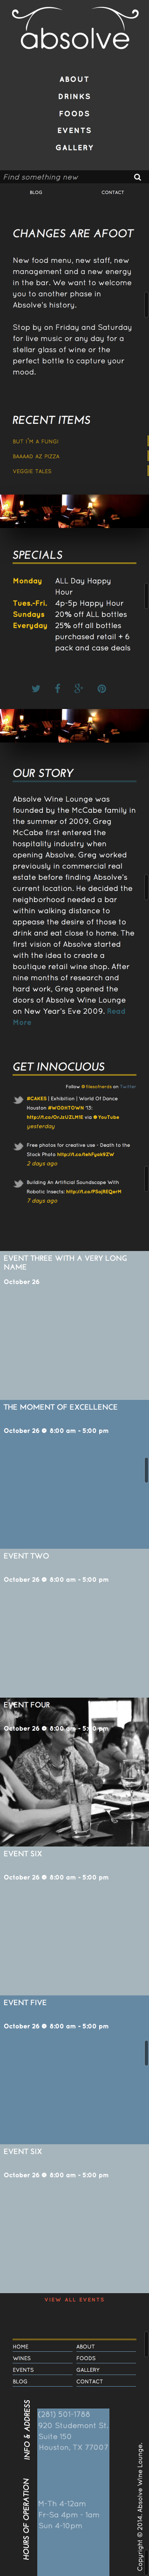 absolve
ABOUT
DRINKS
FOODS
EVENTS
GALLERY
Find something new
BLOG
CONTACT
CHANGES ARE AFOOT
New food menu, new staff, new
management and a new energy
in the bar. We want to welcome
you to another phase in
Absolve's history.
Stop by on Friday and Saturday
for live music or any day for a
stellar glass of wine or the
perfect bottle to capture your
mood.
RECENT ITEMS
BUT I'M A FUNGI
BAAAAD AZ PIZZA
VEGGIE TALES
SPECIALS
Monday ALL Day Happy
Hour
Tues.-Fri. 4p-5p Happy Hour
Sundays 20% off ALL bottles
Everyday 25% off all bottles
purchased retail + 6
pack and case deals
OUR STORY
Absolve Wine Lounge was
founded by the McCabe family in
the summer of 2009. Greg
McCabe first entered the
hospitality industry when
opening Absolve. Greg worked
previously in commercial real
estate before finding Absolve's
current location. He decided the
neighborhood needed a bar
within walking distance to
appease the desire of those to
drink and walk to their home.
The first vision of Absolve
started with the idea to create a
boutique retail wine shop. After
nine months of research and
hard work, Greg opened the
doors of Absolve Wine Lounge
on New Year's Eve 2009. Read
More
GET INNOCUOUS
#CAKES | Exhibition | World Of Dance
Houston #WODHTOWN '13:
via @YouTube
yesterday
Free photos for creative use - Death to the
Stock Photo
2 days ago
Building An Artificial Soundscape With
Robotic Insects:
7 days ago
EVENT THREE WITH A VERY LONG
NAME
October 26
THE MOMENT OF EXCELLENCE
October 26 @ 8:00 am - 5:00 pm
EVENT TWO
October 26 @ 8:00 am - 5:00 pm
EVENT FOUR
October 26 @ 8:00 am - 5:00 pm
EVENT SIX
October 26 @ 8:00 am - 5:00 pm
EVENT FIVE
October 26 @ 8:00 am - 5:00 pm
EVENT SIX
October 26 @ 8:00 am - 5:00 pm
VIEW ALL EVENTS
HOME
ABOUT
WINES
FOODS
EVENTS
GALLERY
BLOG
CONTACT
INFO & ADDRESS
(281) 501-1788
920 Studemont St.
Suite 150
Houston, TX 77007
HOURS OF OPERATION
M-Th 4-12am
Fr-Sa 4pm - 1am
Sun 4-10pm
Copyright © 2014. Absolve Wine Lounge.